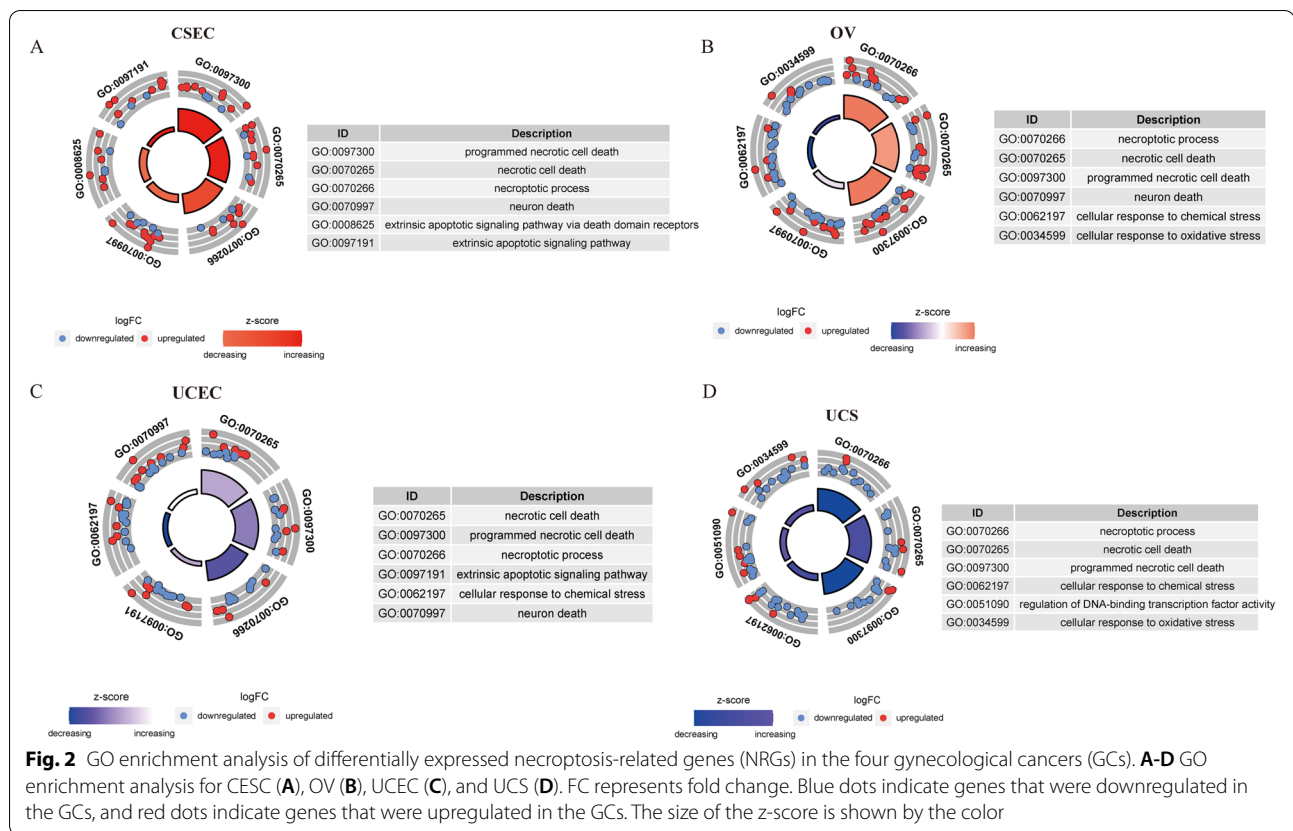 A
CSEC
GO:0097191
GO:0097300
GO:0008625
GO:0070265
GO:0070997
GO:0070266
ID Description
GO:0097300 programmed necrotic cell death
GO:0070265 necrotic cell death
GO:0070266 necroptotic process
GO:0070997 neuron death
GO:0008625 extrinsic apoptotic signaling pathway via death domain receptors
GO:0097191 extrinsic apoptotic signaling pathway
logFC
downregulated upregulated
z-score
decreasing increasing
B
OV
GO:0034599
GO:0070266
GO:0062197
GO:0070265
GO:0070997
GO:0097300
ID Description
GO:0070266 necroptotic process
GO:0070265 necrotic cell death
GO:0097300 programmed necrotic cell death
GO:0070997 neuron death
GO:0062197 cellular response to chemical stress
GO:0034599 cellular response to oxidative stress
logFC
downregulated upregulated
z-score
decreasing increasing
C
UCEC
GO:0070997
GO:0070265
GO:0062197
GO:0097300
GO:0097191
GO:0070266
ID Description
GO:0070265 necrotic cell death
GO:0097300 programmed necrotic cell death
GO:0070266 necroptotic process
GO:0097191 extrinsic apoptotic signaling pathway
GO:0062197 cellular response to chemical stress
GO:0070997 neuron death
z-score
decreasing increasing
logFC
downregulated upregulated
D
UCS
GO:0034599
GO:0070266
GO:0051090
GO:0070265
GO:0062197
GO:0097300
ID Description
GO:0070266 necroptotic process
GO:0070265 necrotic cell death
GO:0097300 programmed necrotic cell death
GO:0062197 cellular response to chemical stress
GO:0051090 regulation of DNA-binding transcription factor activity
GO:0034599 cellular response to oxidative stress
z-score
decreasing increasing
logFC
downregulated upregulated
Fig. 2 GO enrichment analysis of differentially expressed necroptosis-related genes (NRGs) in the four gynecological cancers (GCs). A-D GO
enrichment analysis for CESC (A), OV (B), UCEC (C), and UCS (D). FC represents fold change. Blue dots indicate genes that were downregulated in
the GCs, and red dots indicate genes that were upregulated in the GCs. The size of the z-score is shown by the color